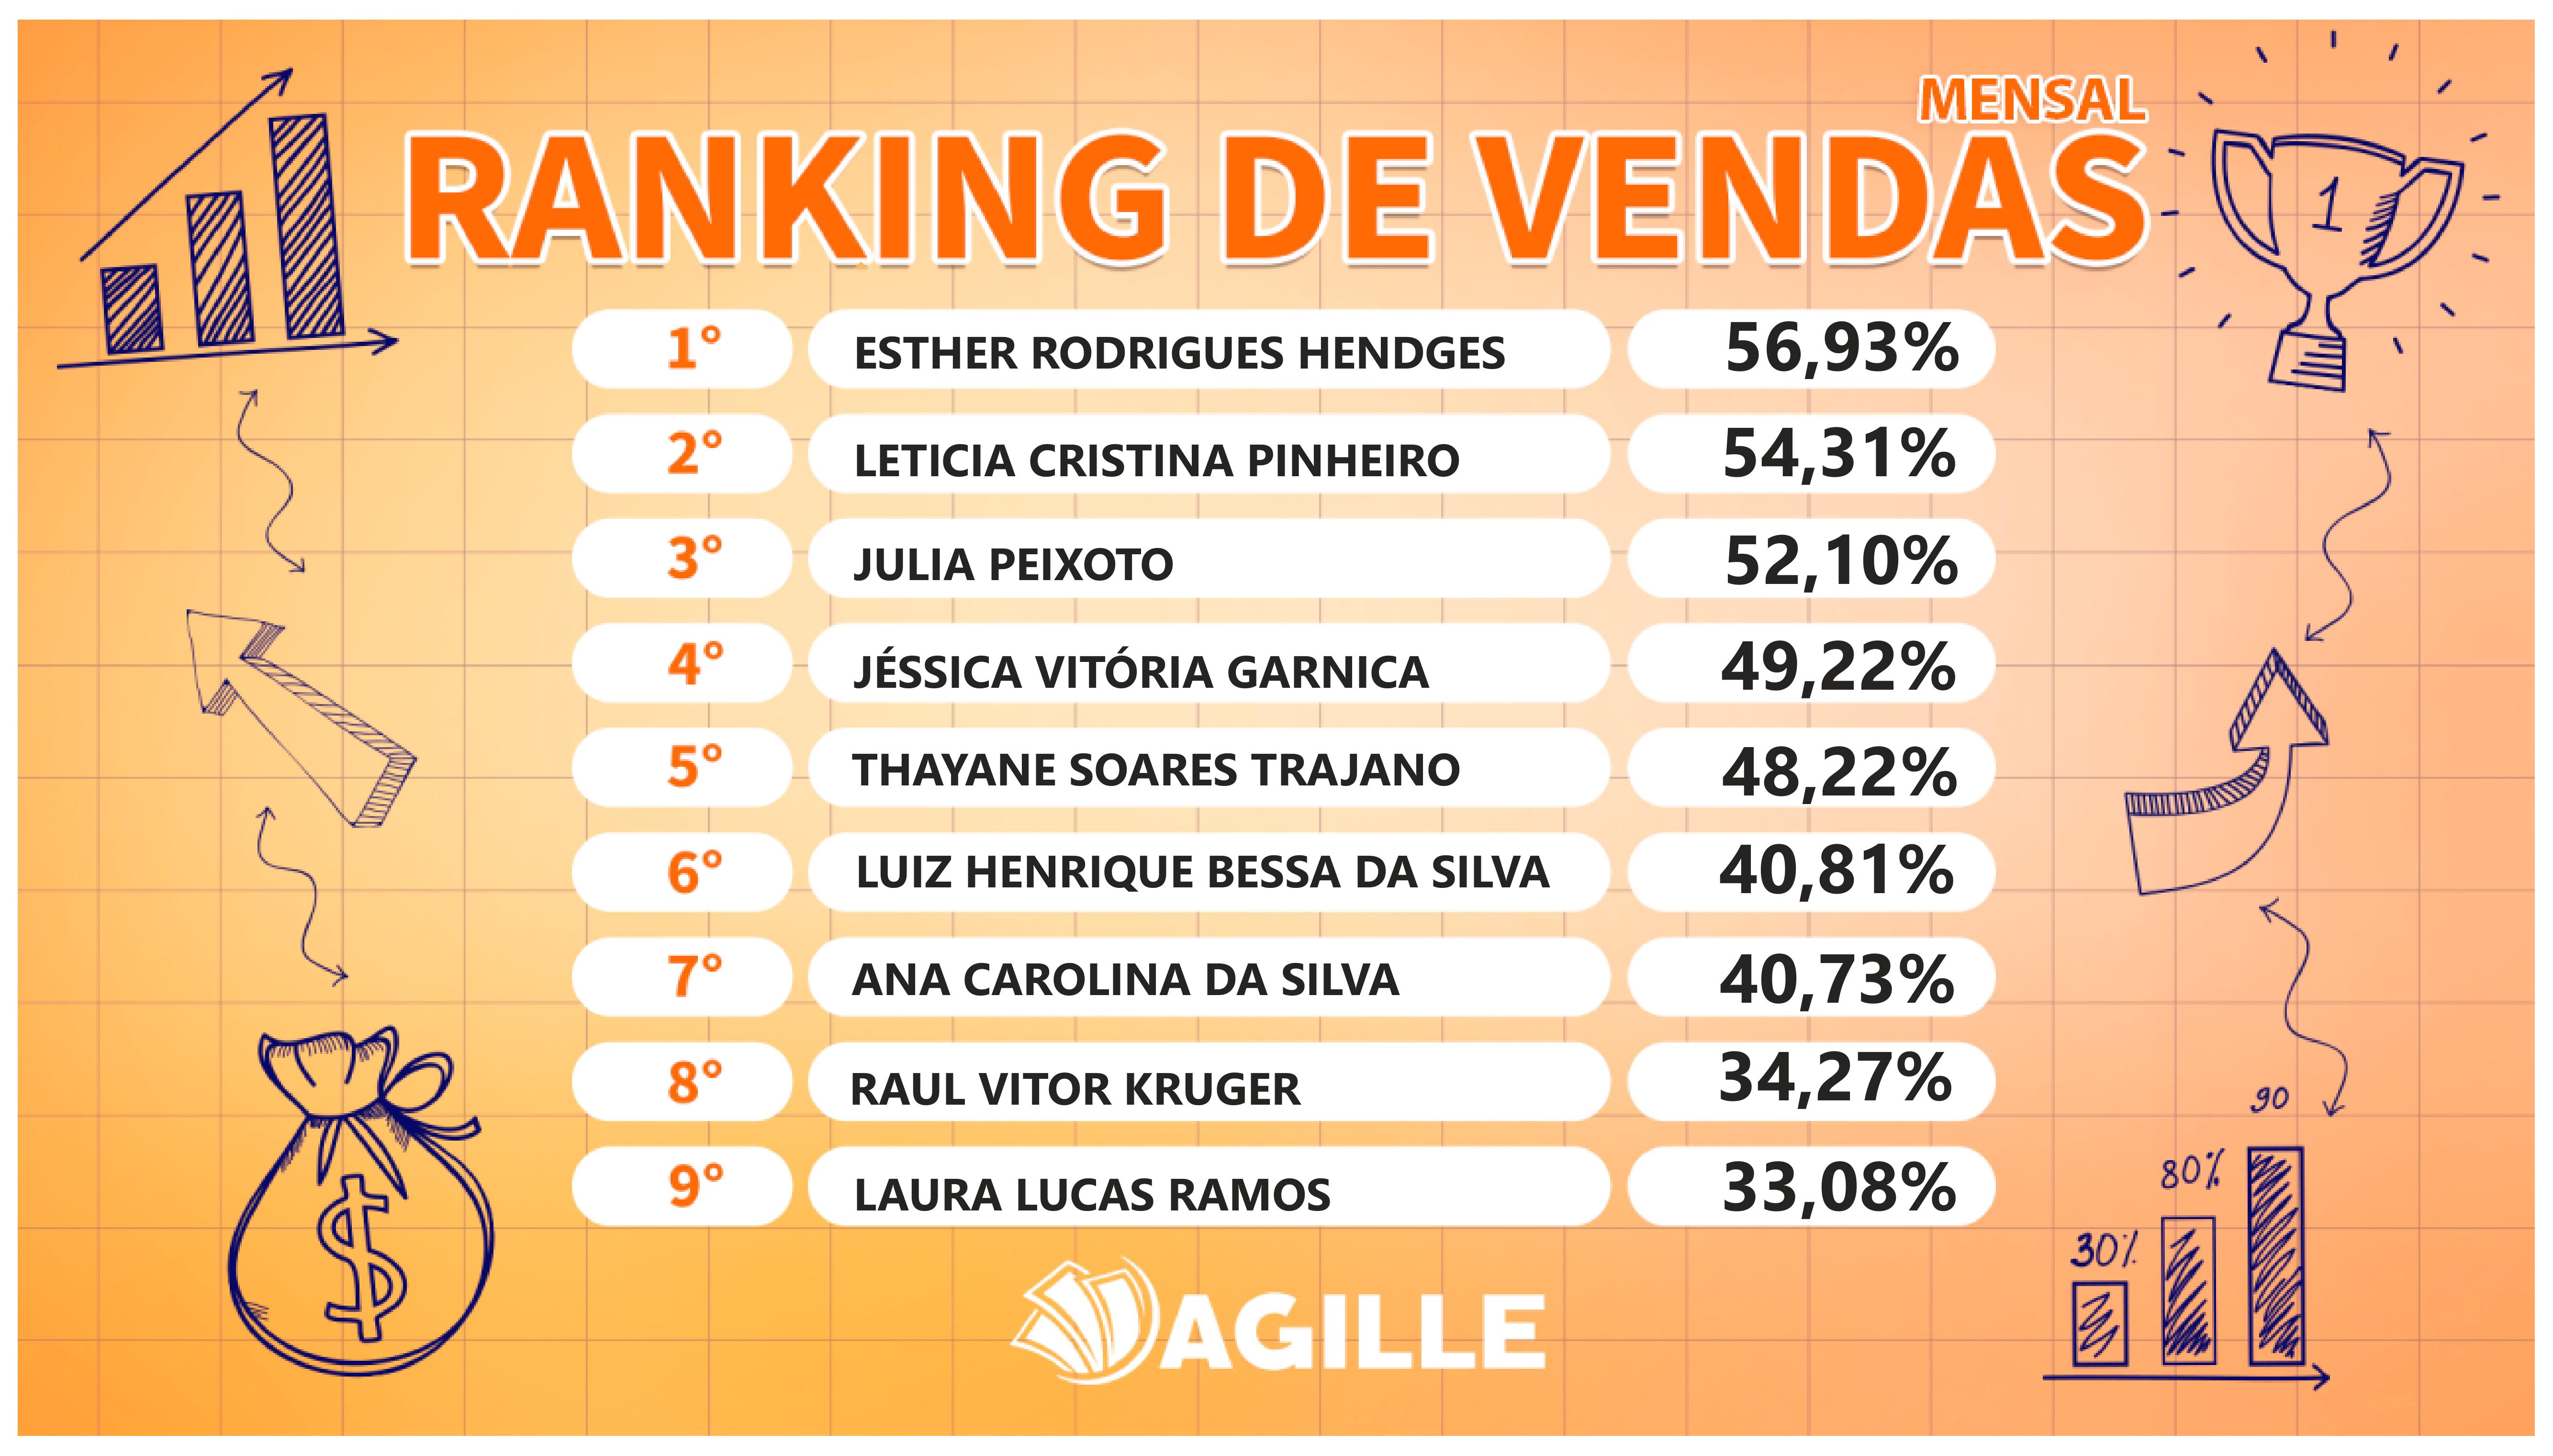 MENSAL
RANKING DE VENDAS
1
1° ESTHER RODRIGUES HENDGES 56,93%
2° LETICIA CRISTINA PINHEIRO 54,31%
3° JULIA PEIXOTO 52,10%
4° JÉSSICA VITÓRIA GARNICA 49,22%
5° THAYANE SOARES TRAJANO 48,22%
6° LUIZ HENRIQUE BESSA DA SILVA 40,81%
7° ANA CAROLINA DA SILVA 40,73%
8° RAUL VITOR KRUGER 34,27%
9° LAURA LUCAS RAMOS 33,08%
$
30% 80% 90
AGILLE